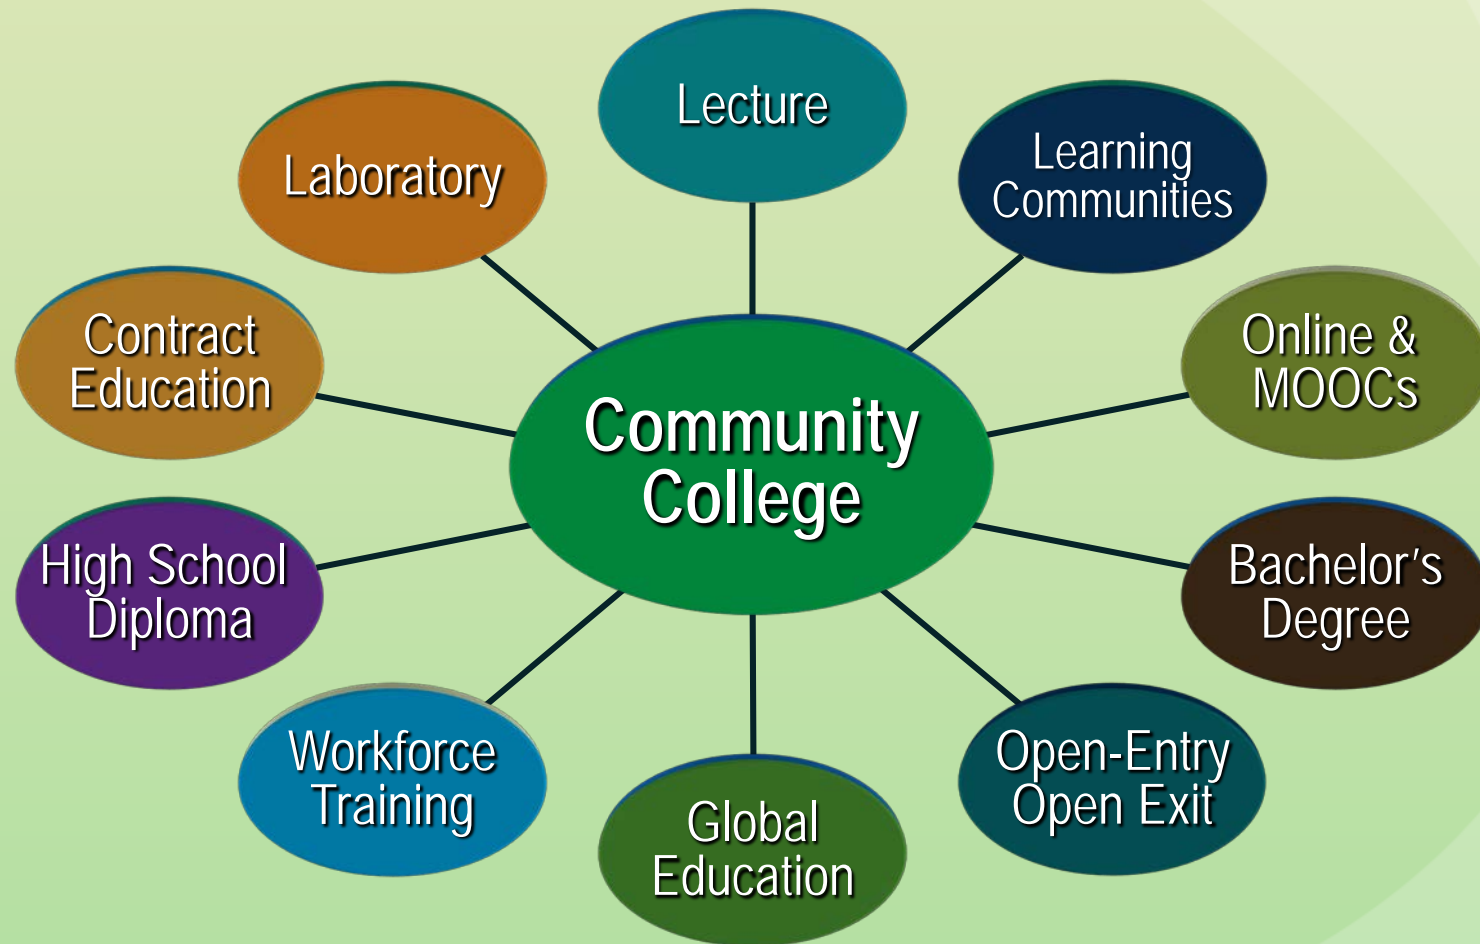 Lecture
Learning
Communities
Online &
MOOCs
Bachelor's
Degree
Open-Entry
Open Exit
Global
Education
Workforce
Training
High School
Diploma
Contract
Education
Laboratory
Community
College